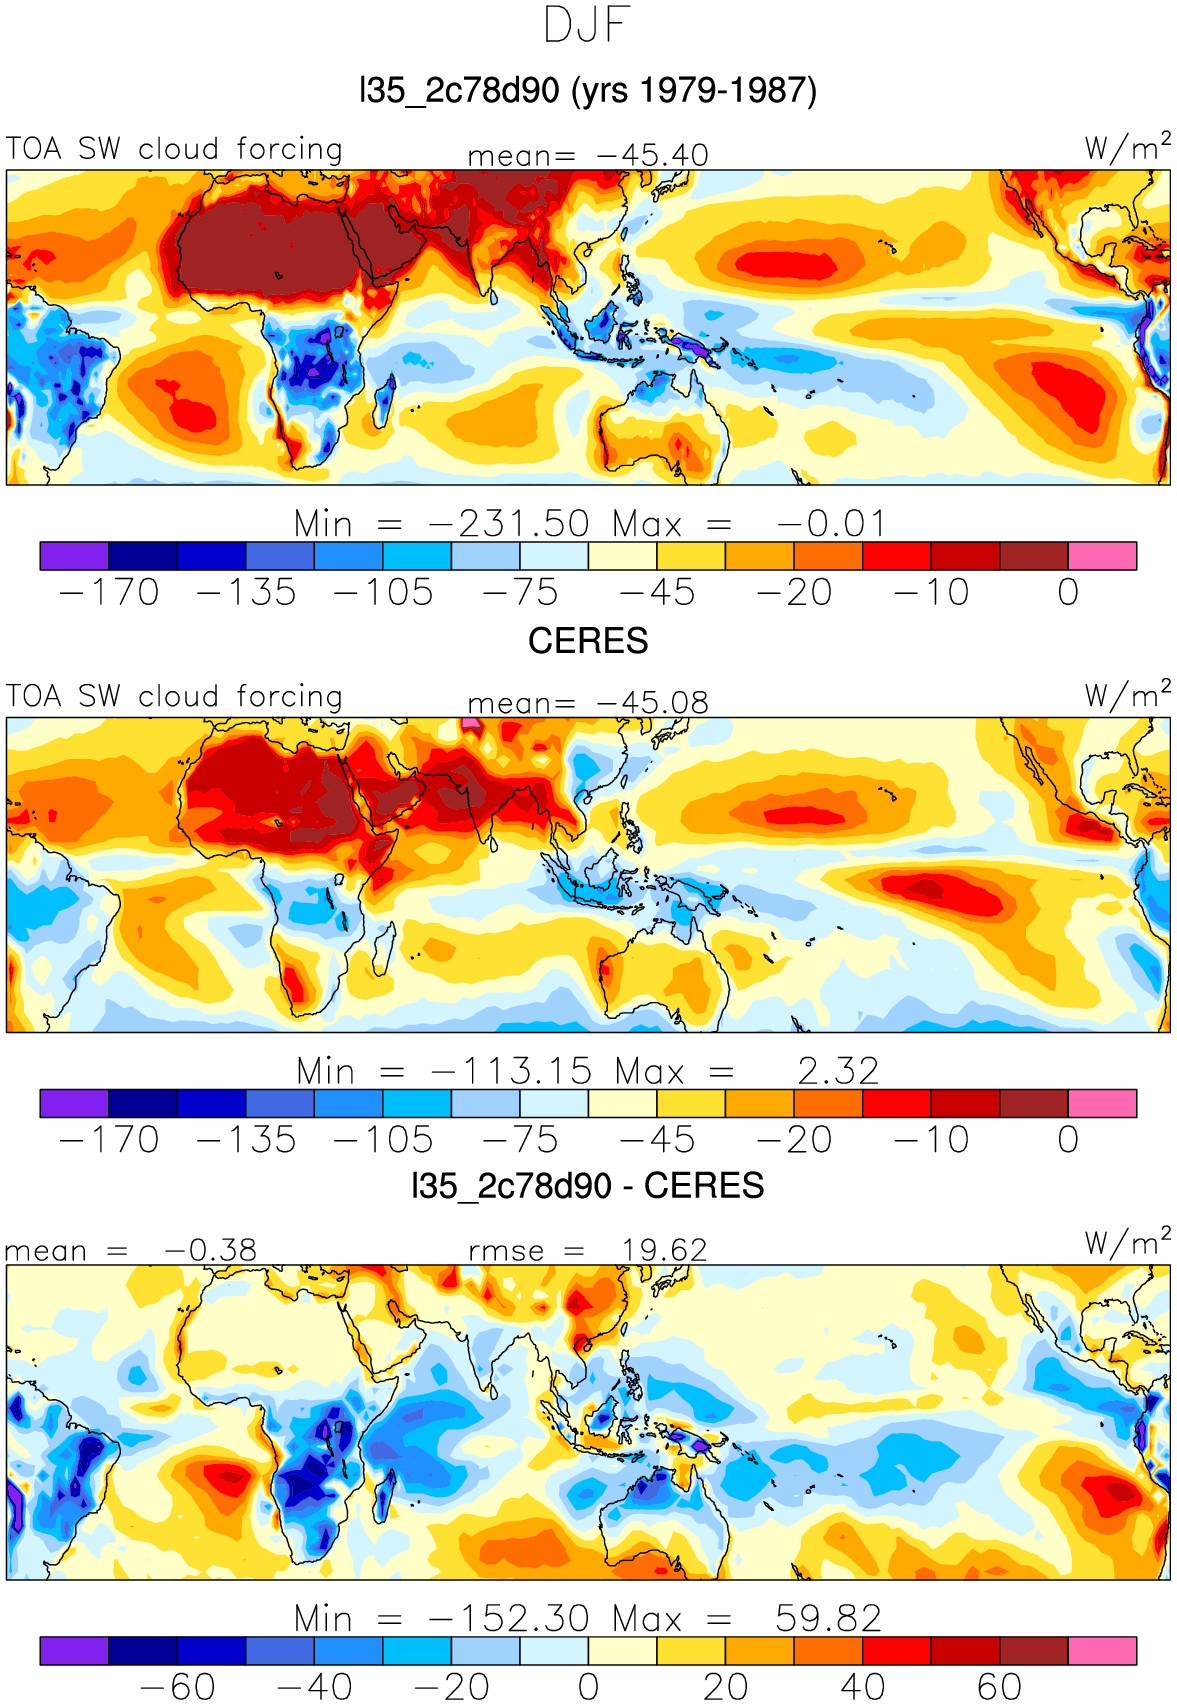 DJF
l35_2c78d90 (yrs 1979-1987)
TOA SW cloud forcing mean= −45.40 W/m²
Min = −231.50 Max = −0.01
−170 −135 −105 −75 −45 −20 −10 0
CERES
TOA SW cloud forcing mean= −45.08 W/m²
Min = −113.15 Max = 2.32
−170 −135 −105 −75 −45 −20 −10 0
l35_2c78d90 - CERES
mean = −0.38 rmse = 19.62 W/m²
Min = −152.30 Max = 59.82
−60 −40 −20 0 20 40 60